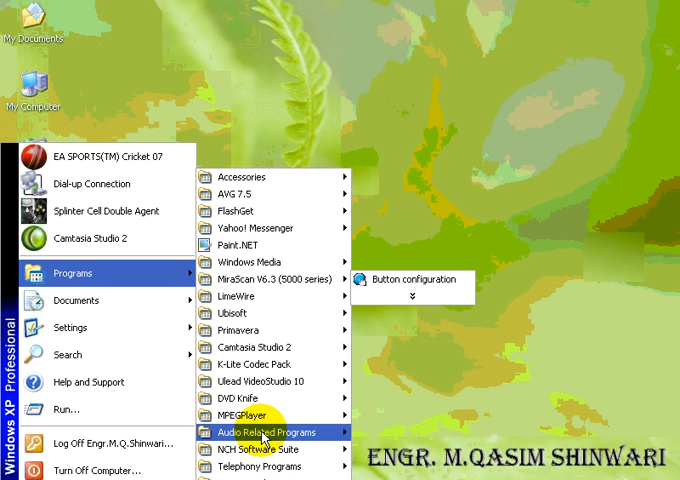 My Documents
My Computer
EA SPORTS(TM) Cricket 07
Dial-up Connection
Splinter Cell Double Agent
Camtasia Studio 2
Programs
Documents
Settings
Search
Help and Support
Run...
Log Off Engr.M.Q.Shinwari...
Turn Off Computer...
Windows XP Professional
Accessories
AVG 7.5
FlashGet
Yahoo! Messenger
Paint.NET
Windows Media
MiraScan V6.3 (5000 series)
LimeWire
Ubisoft
Primavera
Camtasia Studio 2
K-Lite Codec Pack
Ulead VideoStudio 10
DVD Knife
MPEGPlayer
Audio Related Programs
NCH Software Suite
Telephony Programs
Button configuration
ENGR. M.QASIM SHINWARI